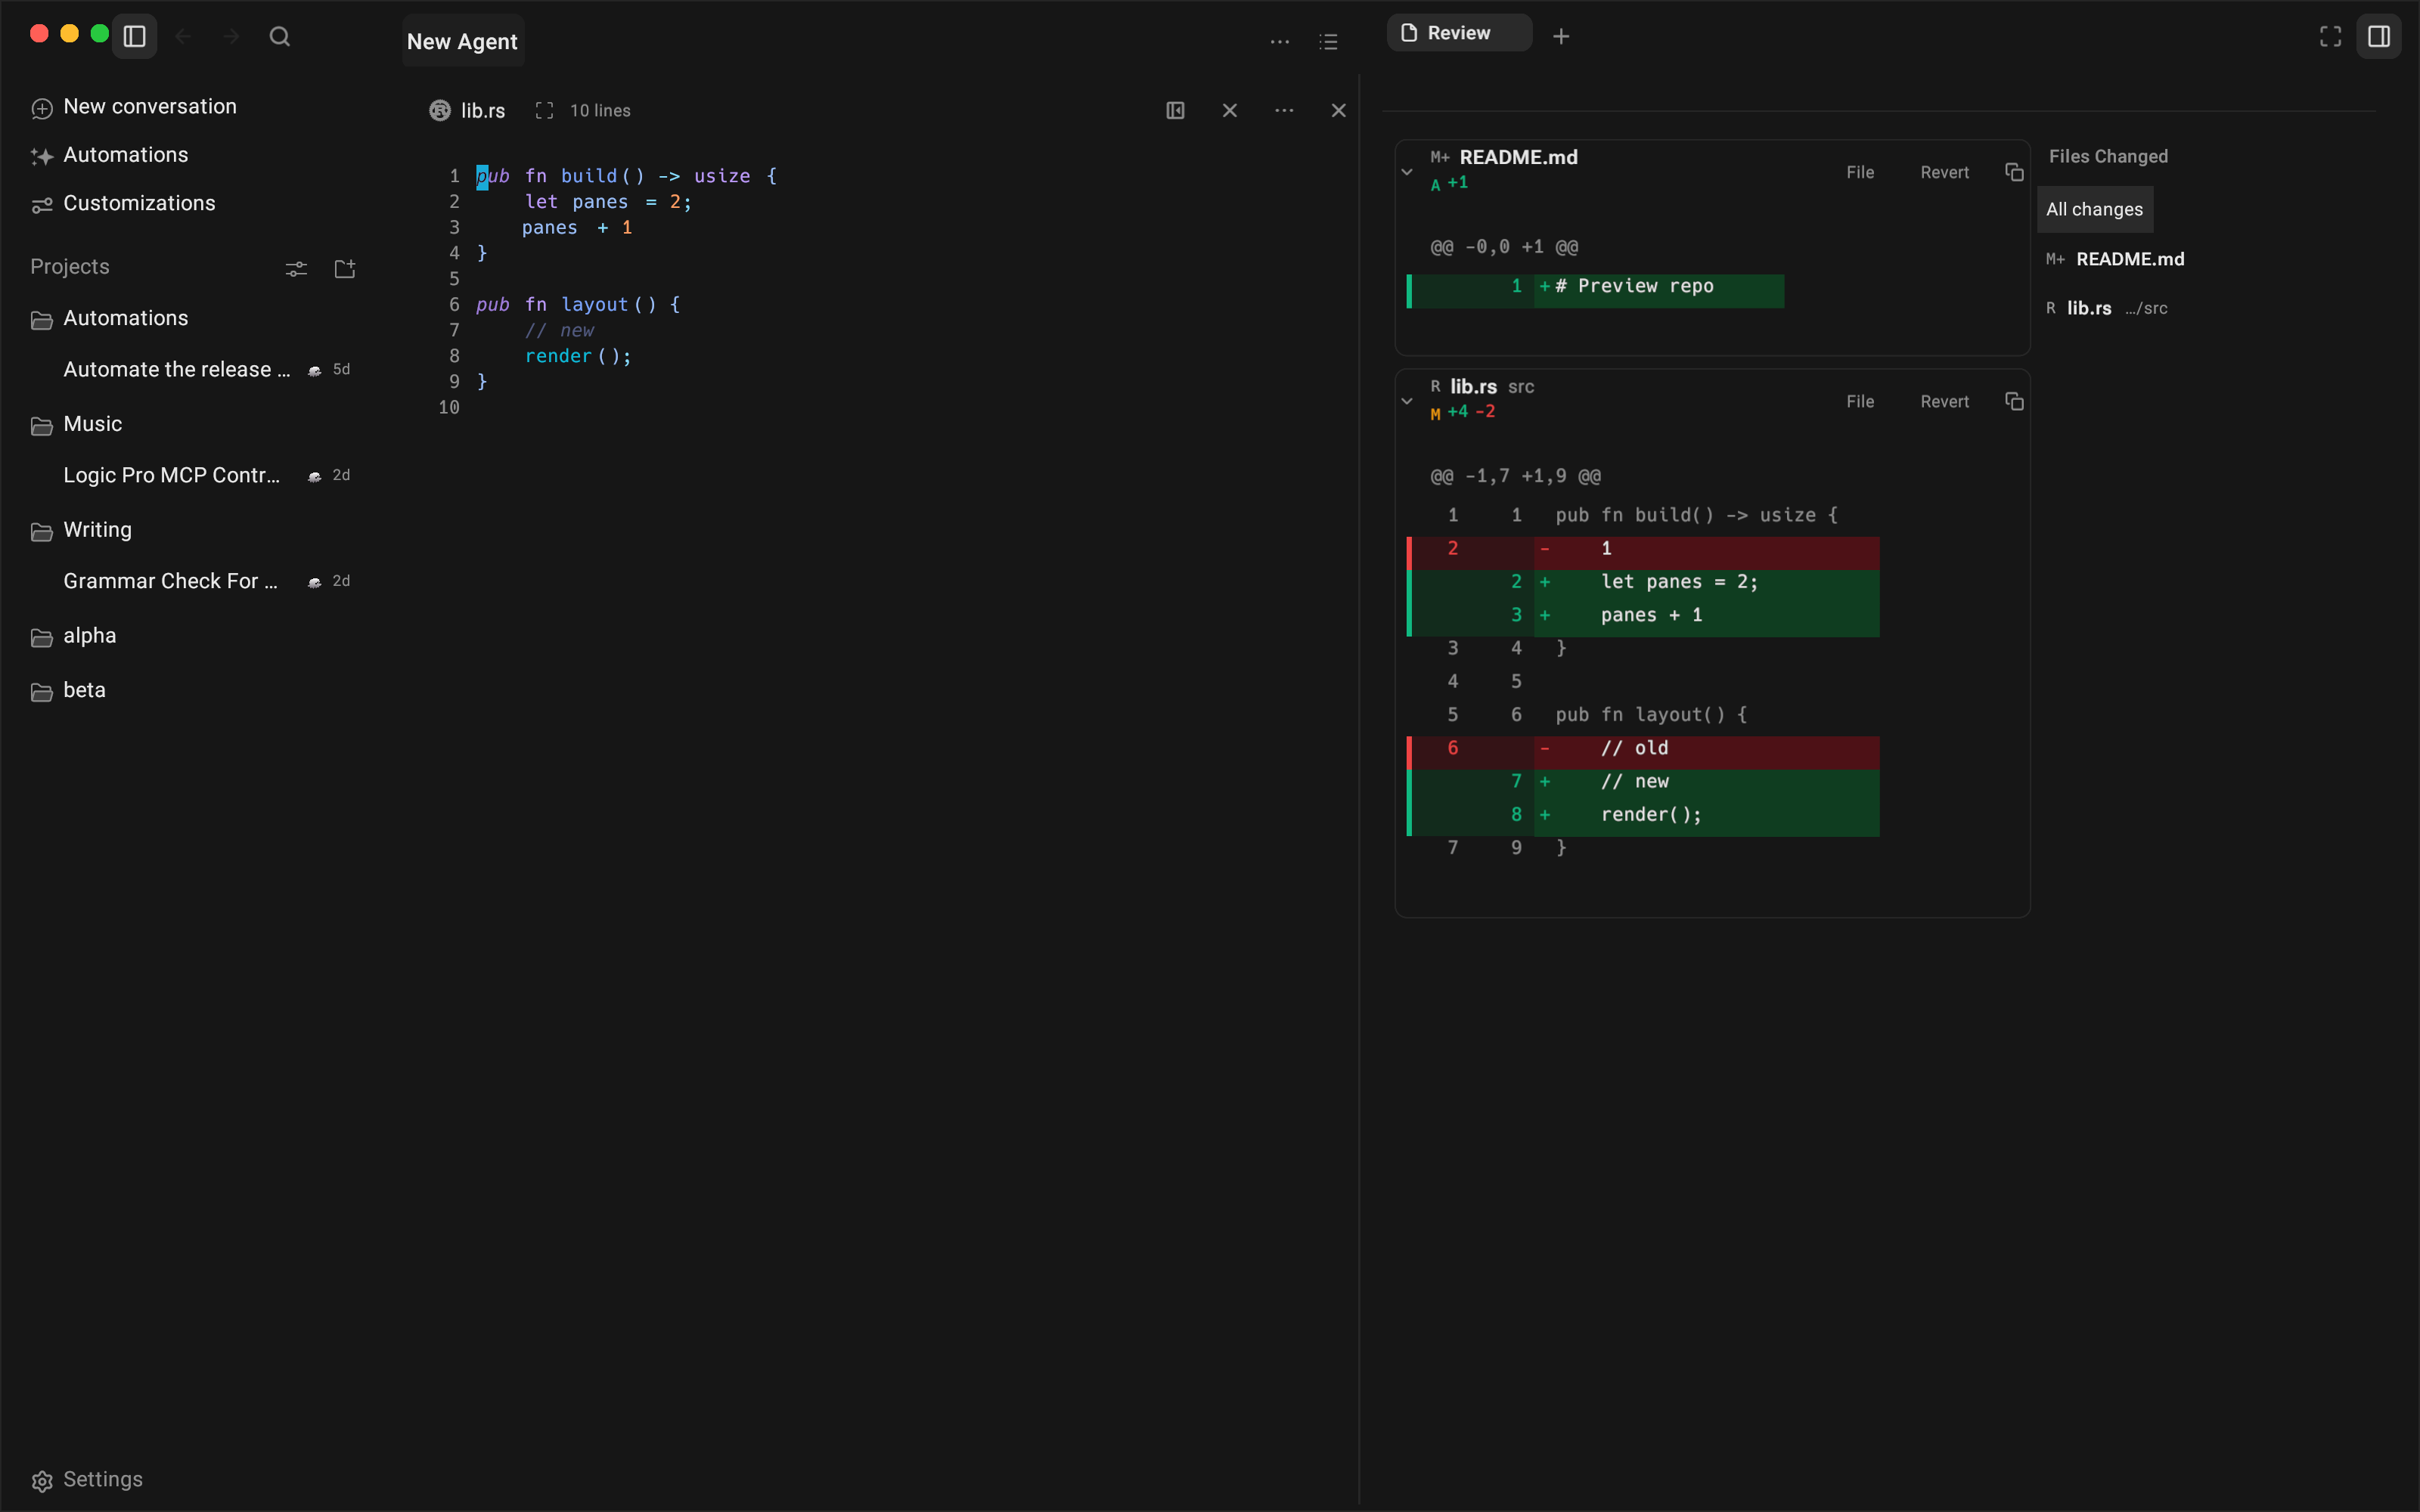 New Agent
Review
New conversation
Automations
Customizations
Projects
Automations
Automate the release ... 5d
Music
Logic Pro MCP Contr... 2d
Writing
Grammar Check For ... 2d
alpha
beta
Settings
lib.rs 10 lines
1 pub fn build() -> usize {
2 let panes = 2;
3 panes + 1
4 }
5
6 pub fn layout() {
7 // new
8 render();
9 }
10
M+ README.md
A +1
File Revert
@@ -0,0 +1 @@
1 +# Preview repo
R lib.rs src
M +4 -2
File Revert
@@ -1,7 +1,9 @@
1 1 pub fn build() -> usize {
2 - 1
2 + let panes = 2;
3 + panes + 1
3 4 }
4 5
5 6 pub fn layout() {
6 - // old
7 + // new
8 + render();
7 9 }
Files Changed
All changes
M+ README.md
R lib.rs .../src